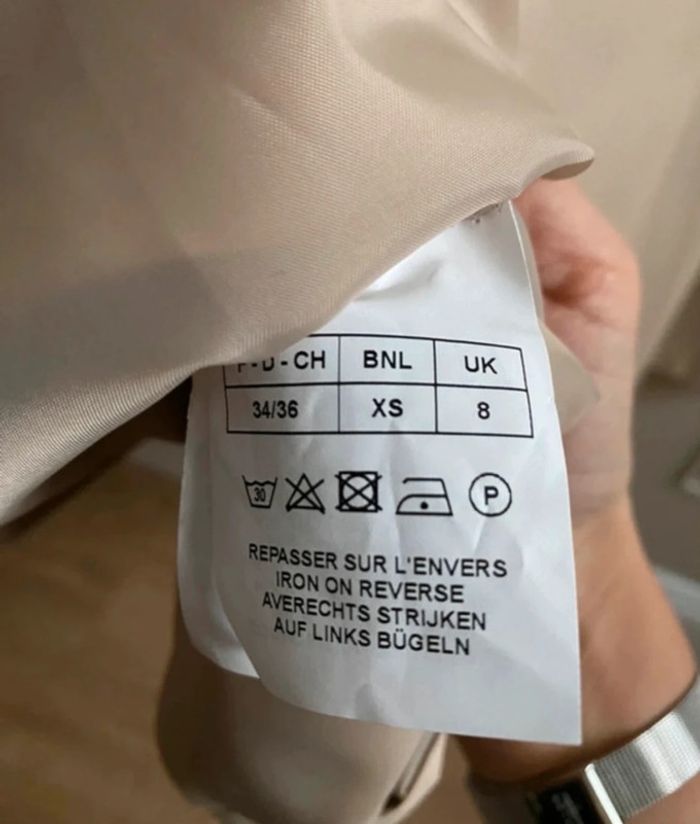 F - D - CH BNL UK
34/36 XS 8
30 P
REPASSER SUR L'ENVERS
IRON ON REVERSE
AVERECHTS STRIJKEN
AUF LINKS BÜGELN